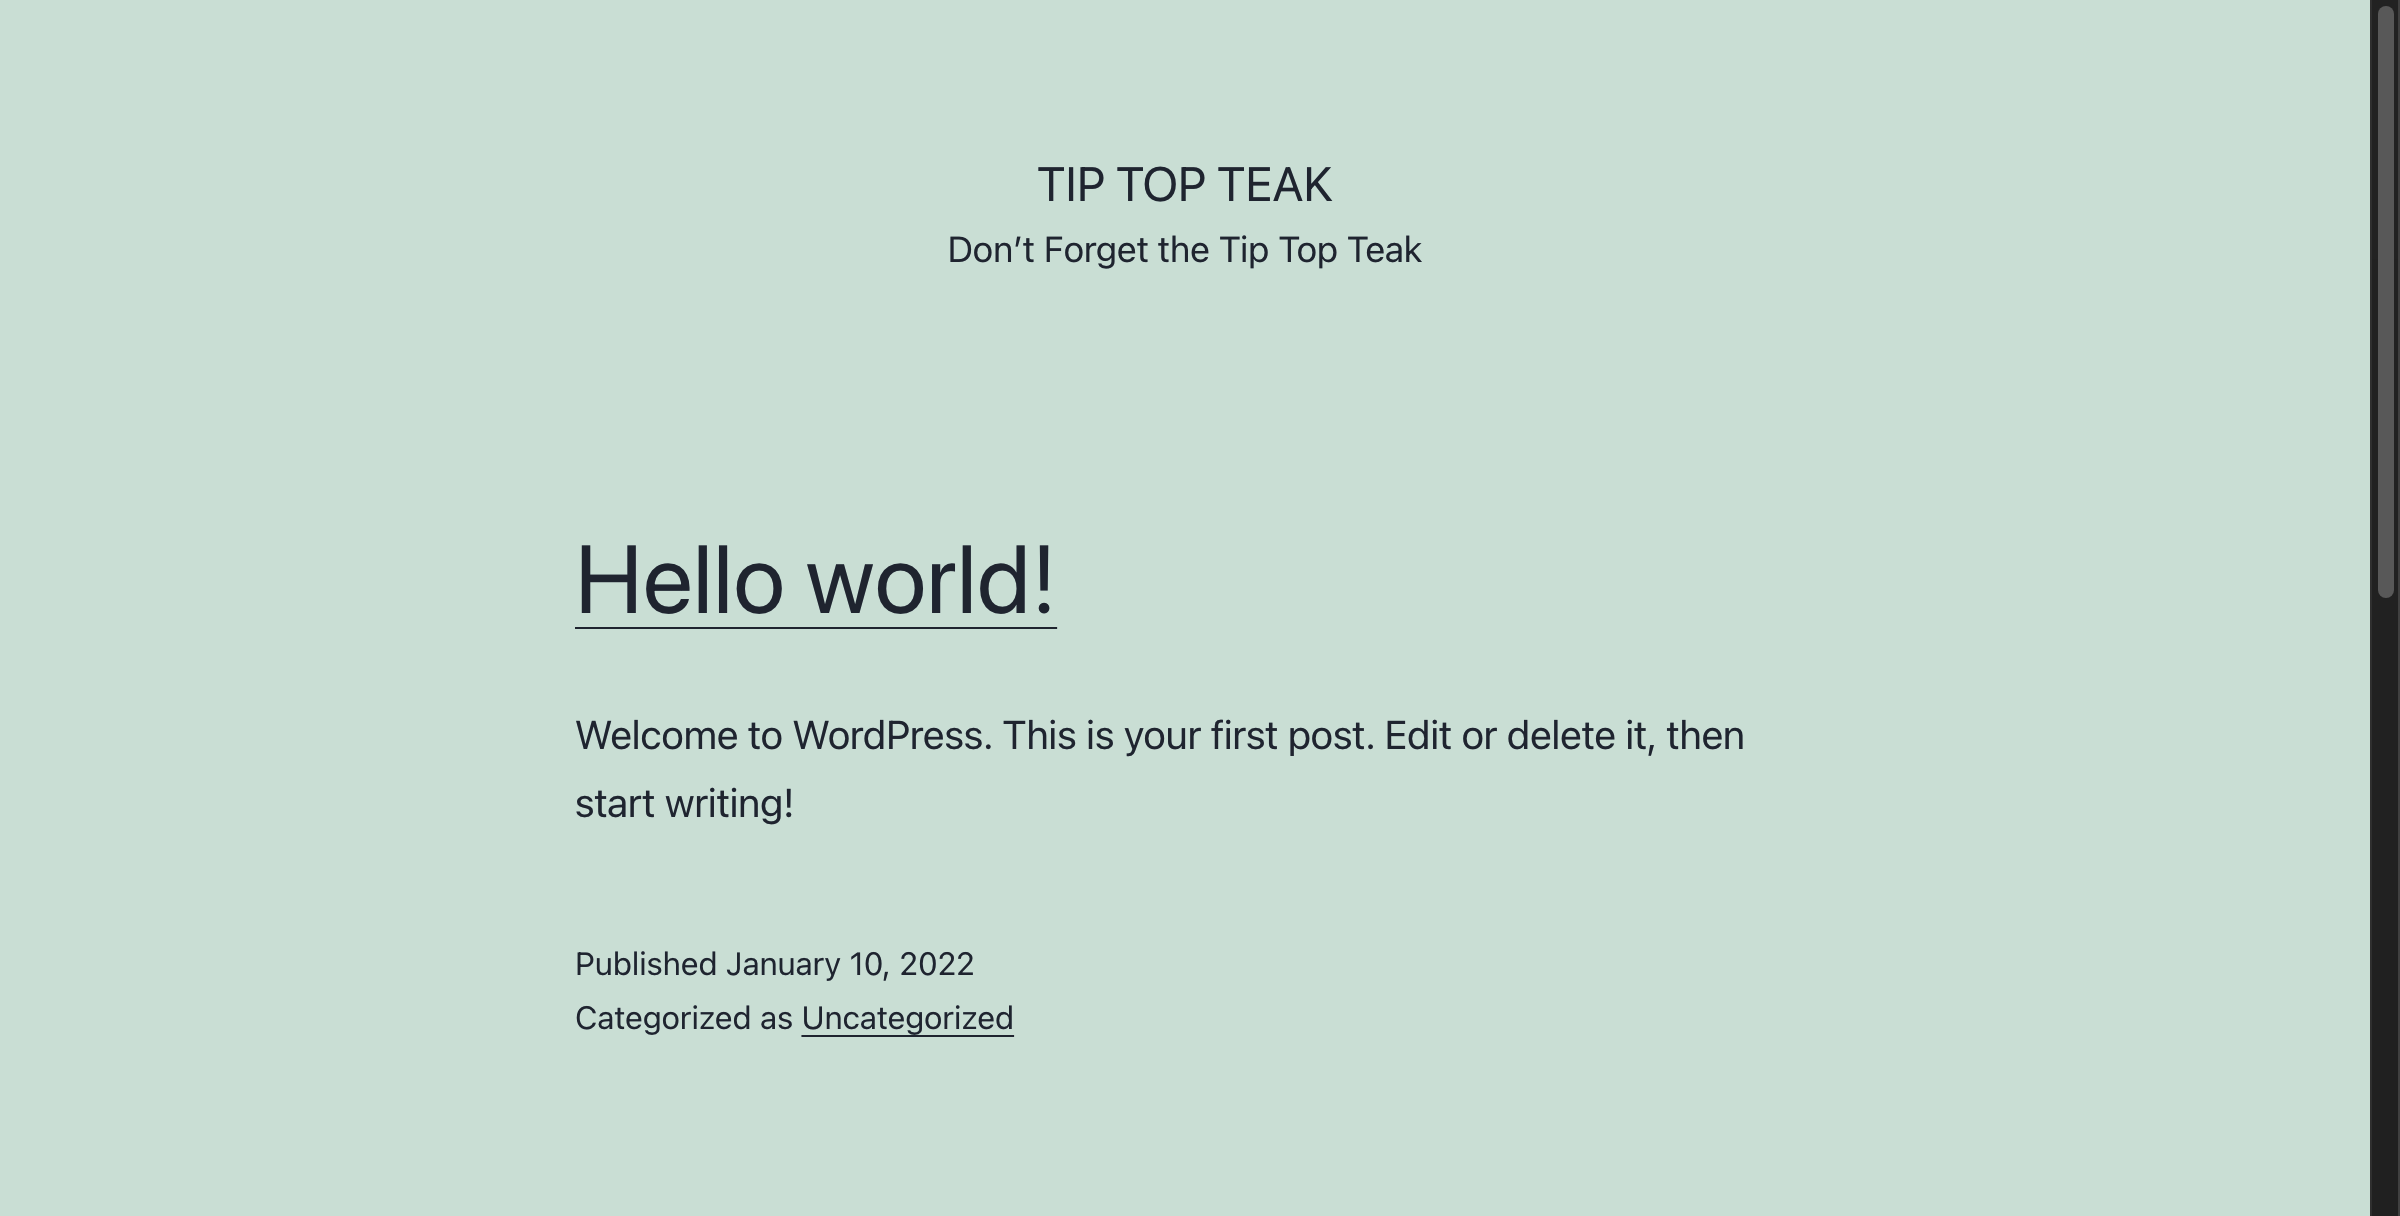 TIP TOP TEAK
Don’t Forget the Tip Top Teak
Hello world!
Welcome to WordPress. This is your first post. Edit or delete it, then
start writing!
Published January 10, 2022
Categorized as Uncategorized